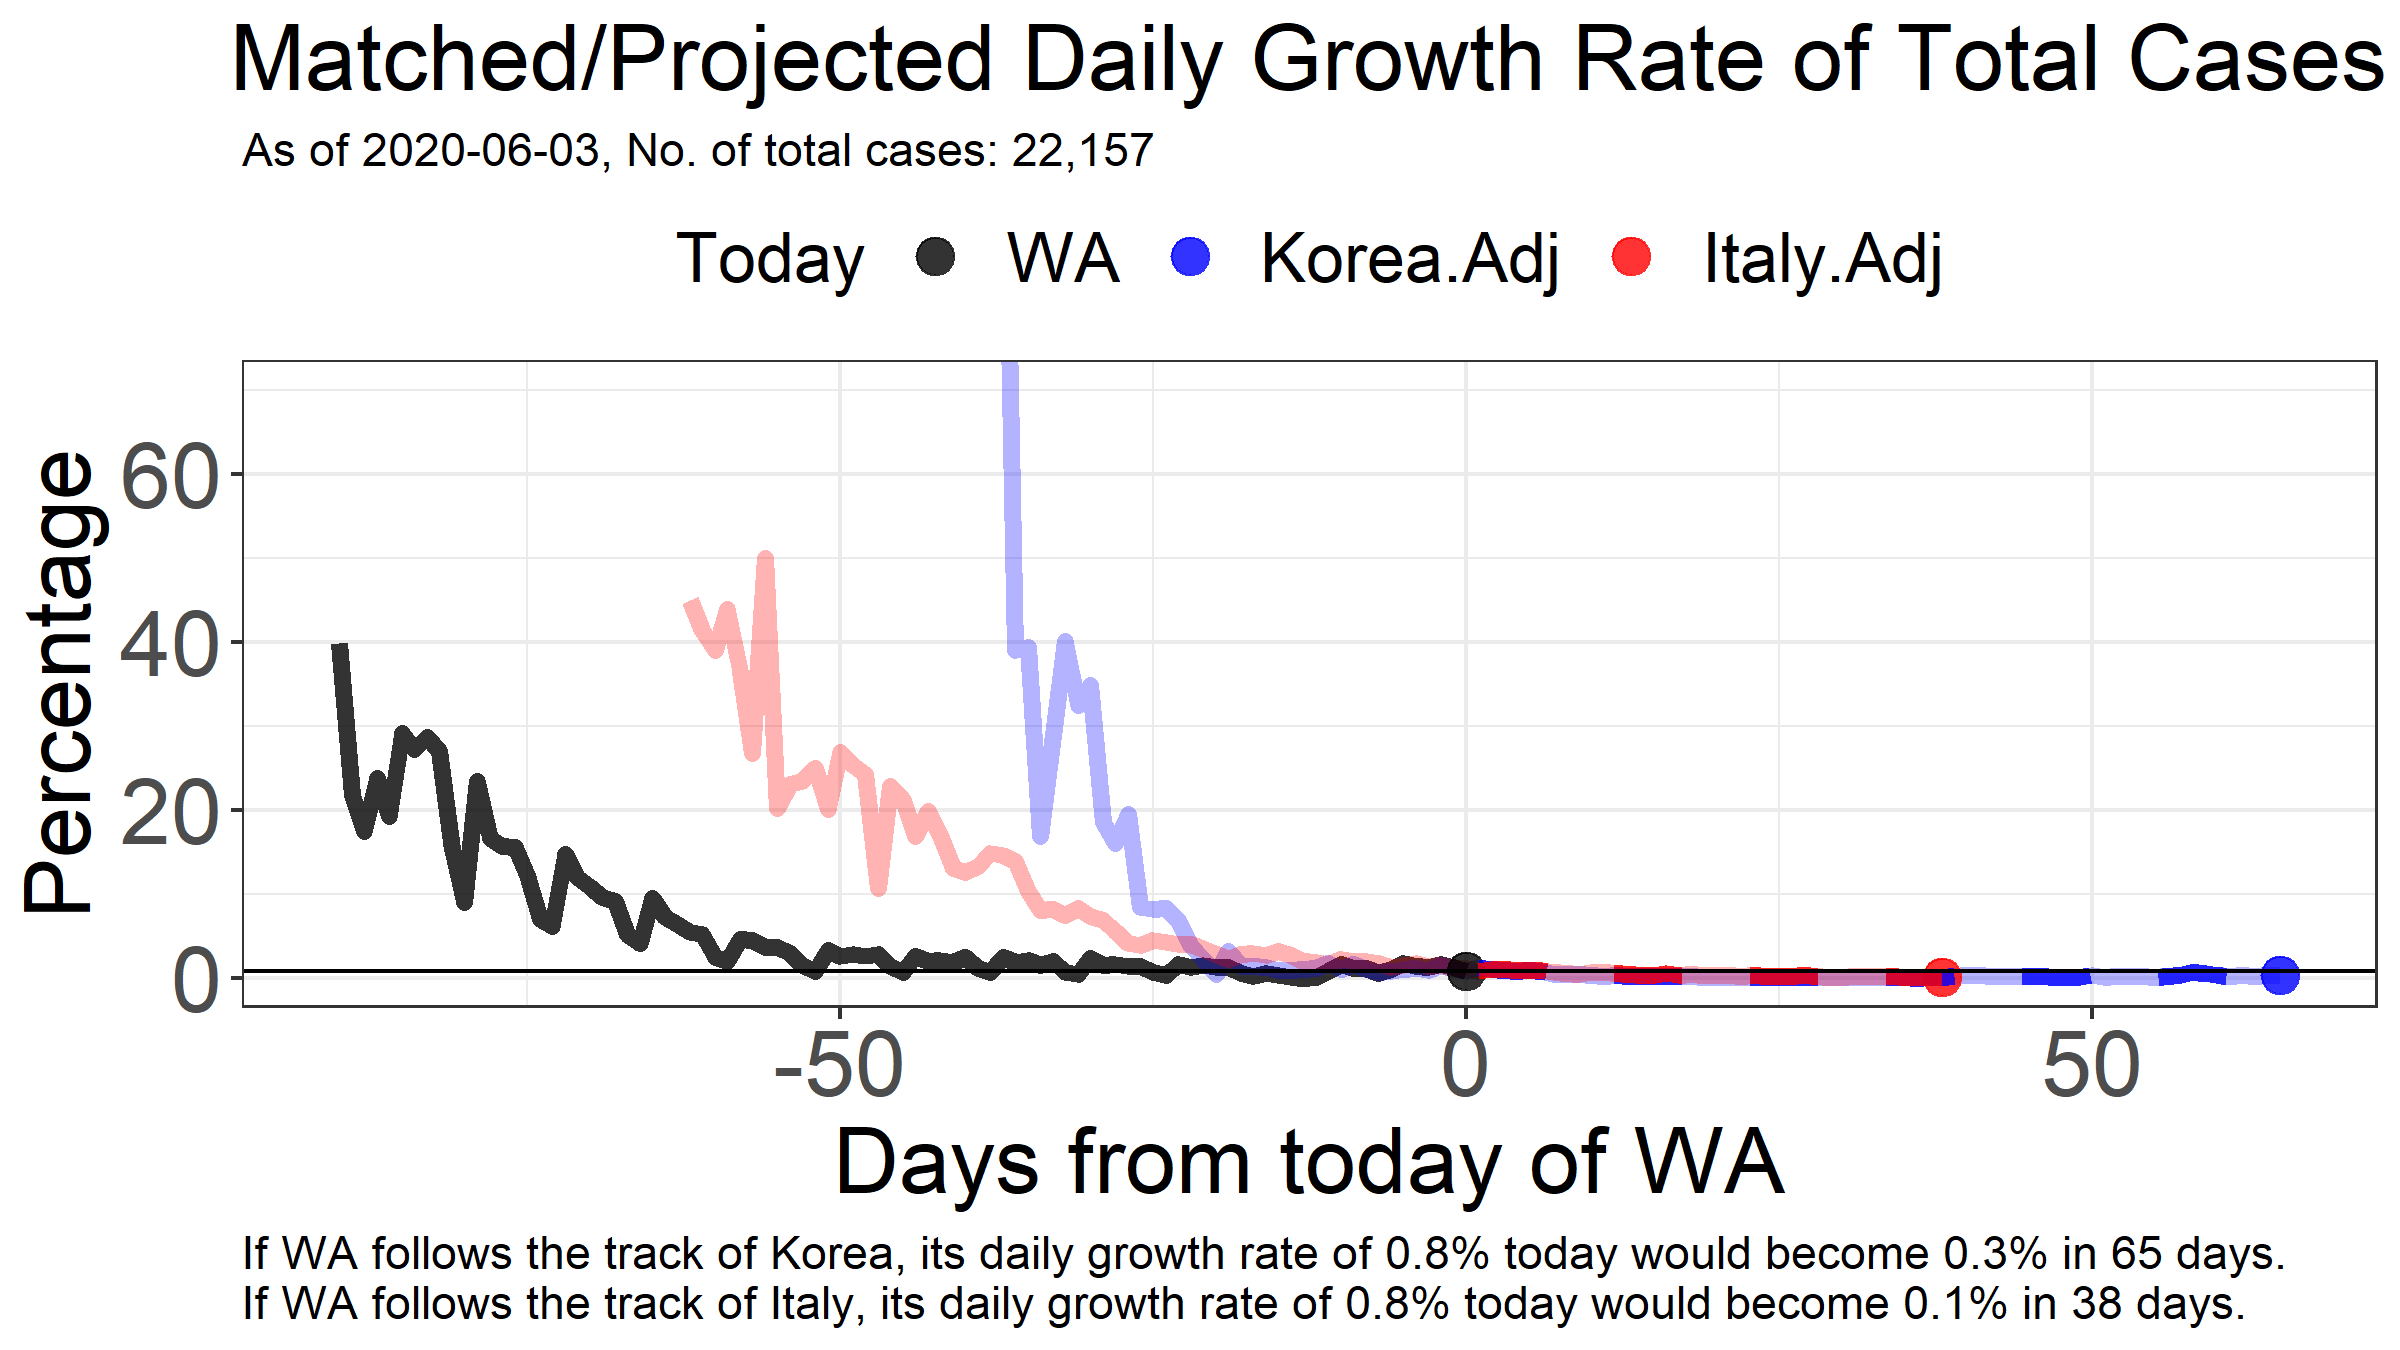 Matched/Projected Daily Growth Rate of Total Cases
As of 2020-06-03, No. of total cases: 22,157
Today WA Korea.Adj Italy.Adj
Percentage
60
40
20
0
-50 0 50
Days from today of WA
If WA follows the track of Korea, its daily growth rate of 0.8% today would become 0.3% in 65 days.
If WA follows the track of Italy, its daily growth rate of 0.8% today would become 0.1% in 38 days.